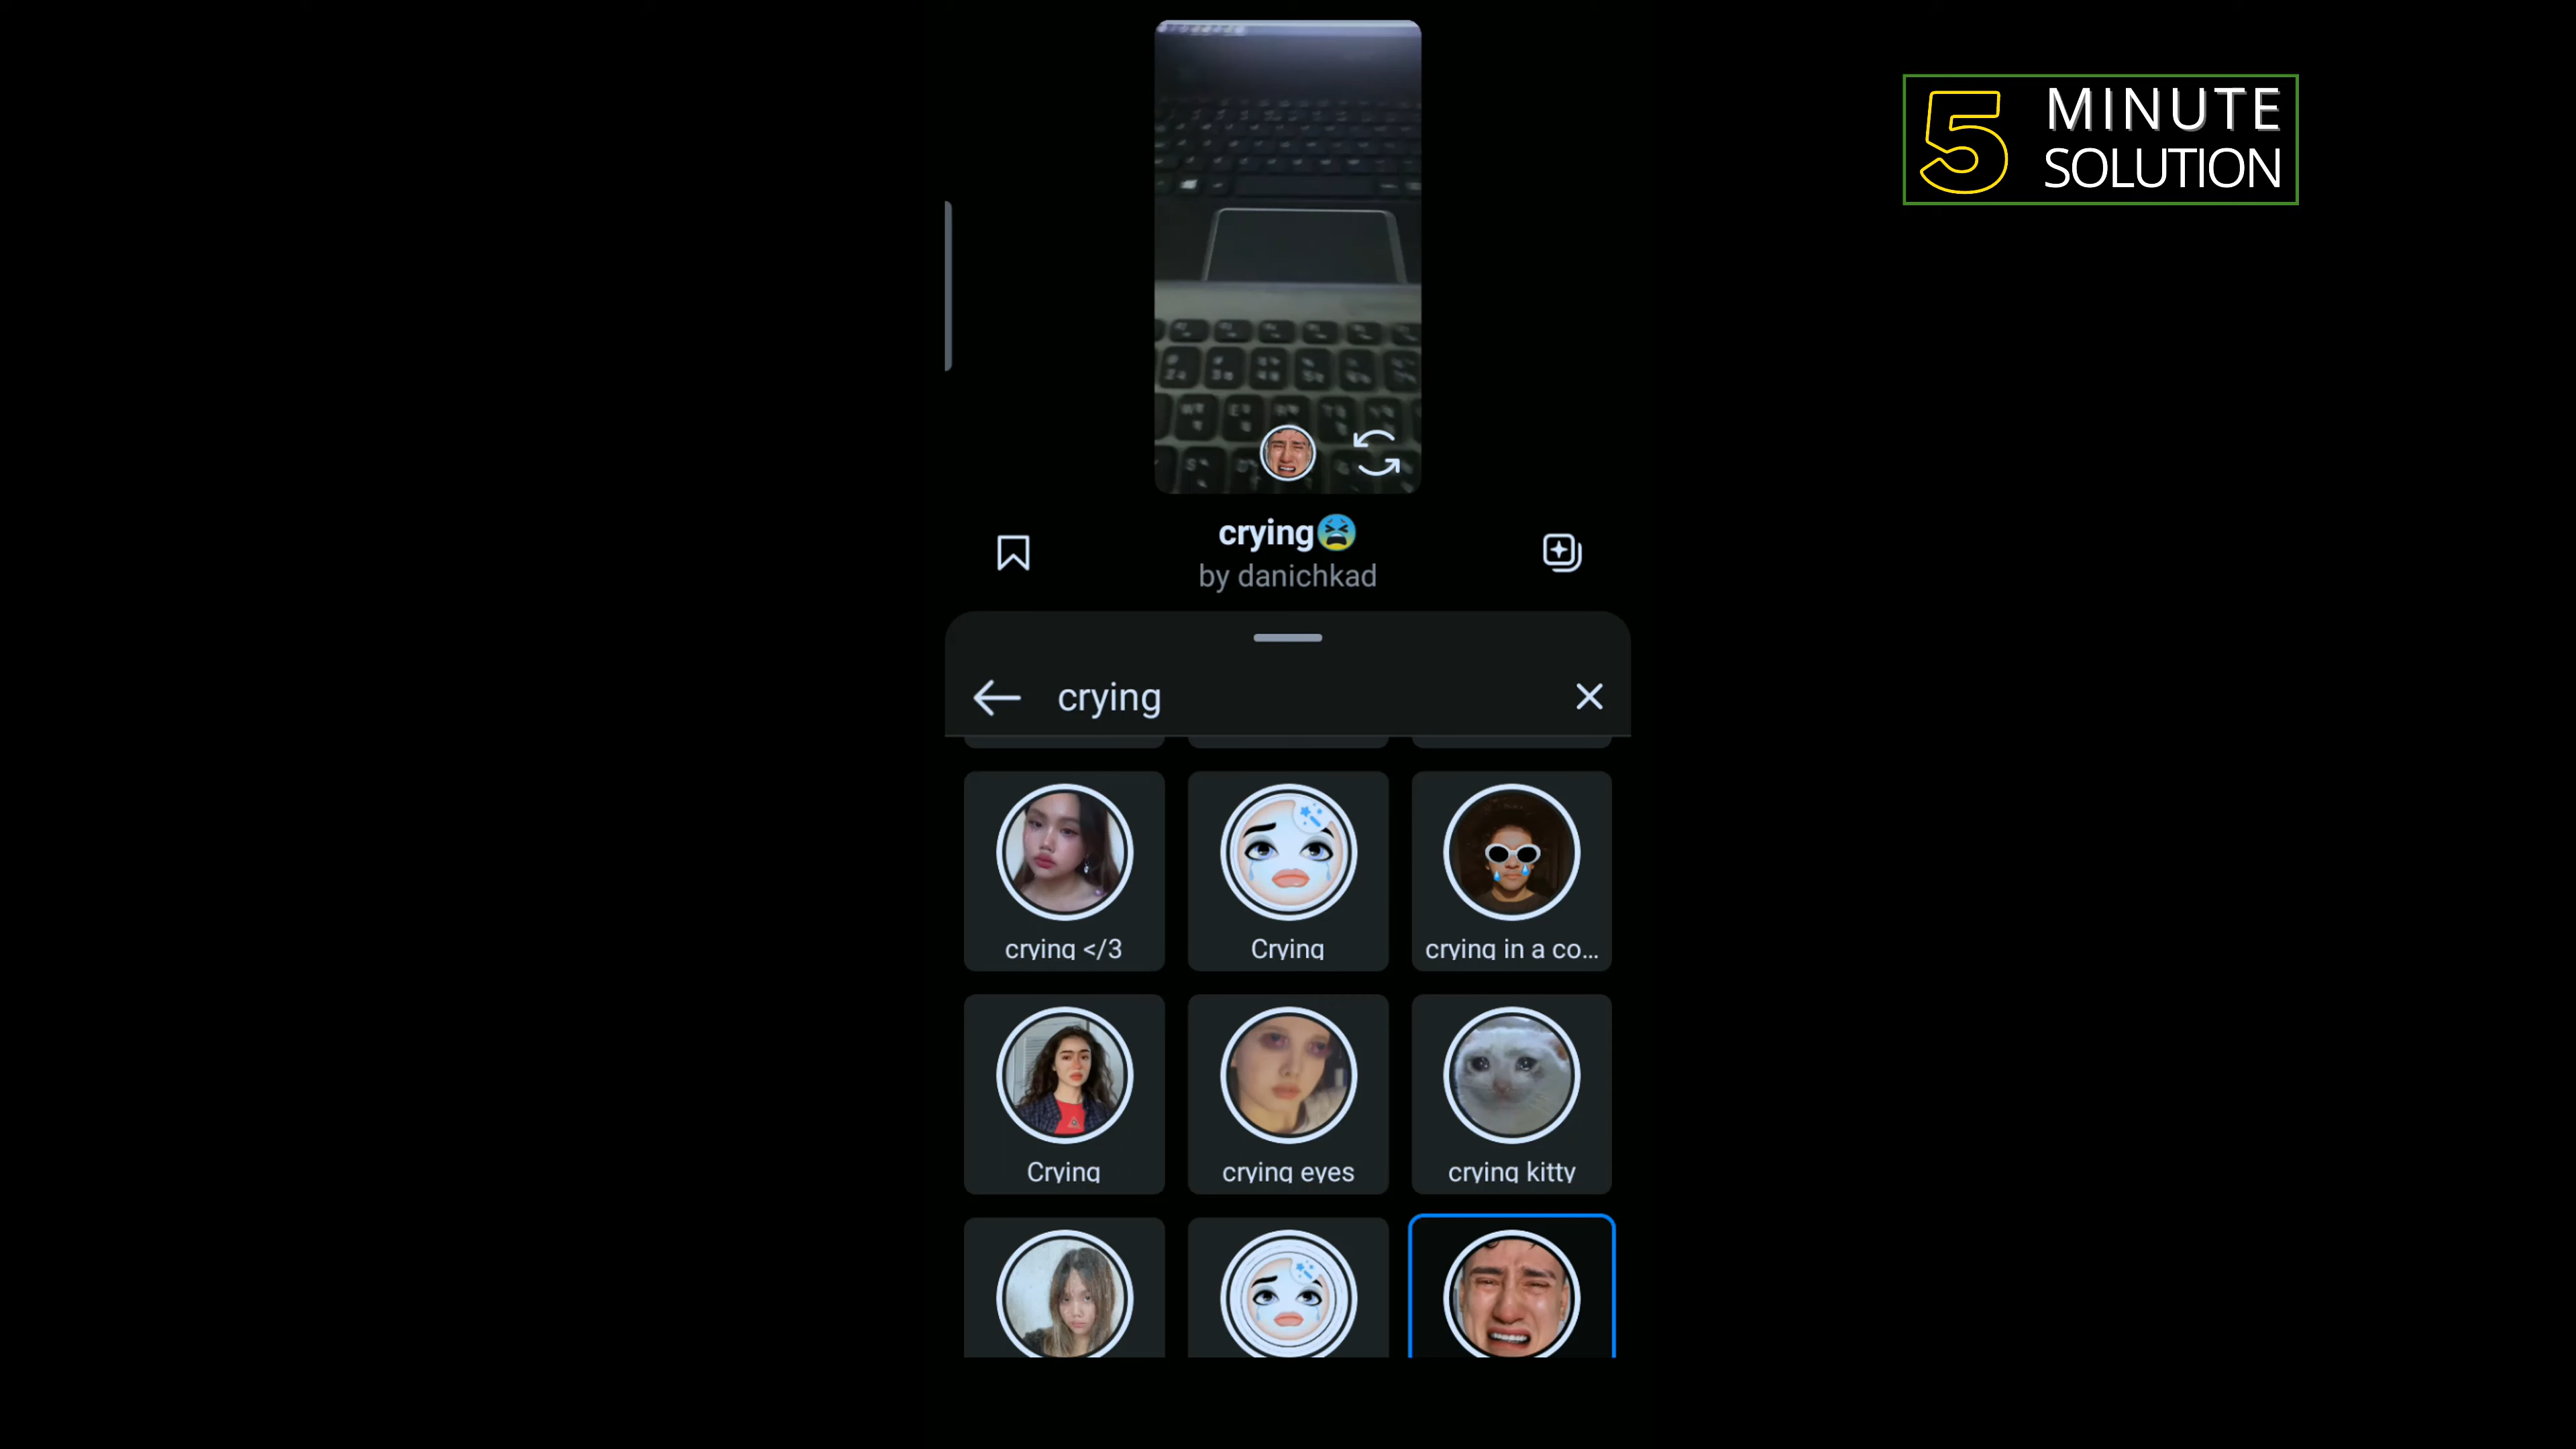 5 MINUTE
SOLUTION
crying😫
by danichkad
crying
crying </3
Crying
crying in a co...
Crying
crying eyes
crying kitty